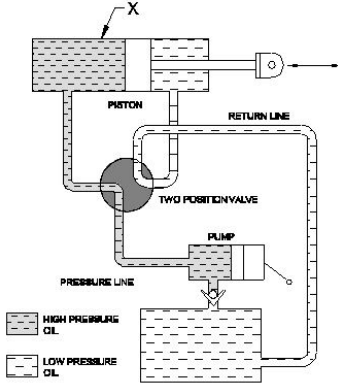 X
PISTON
RETURN LINE
TWO POSITION VALVE
PUMP
PRESSURE LINE
HIGH PRESSURE
OIL
LOW PRESSURE
OIL